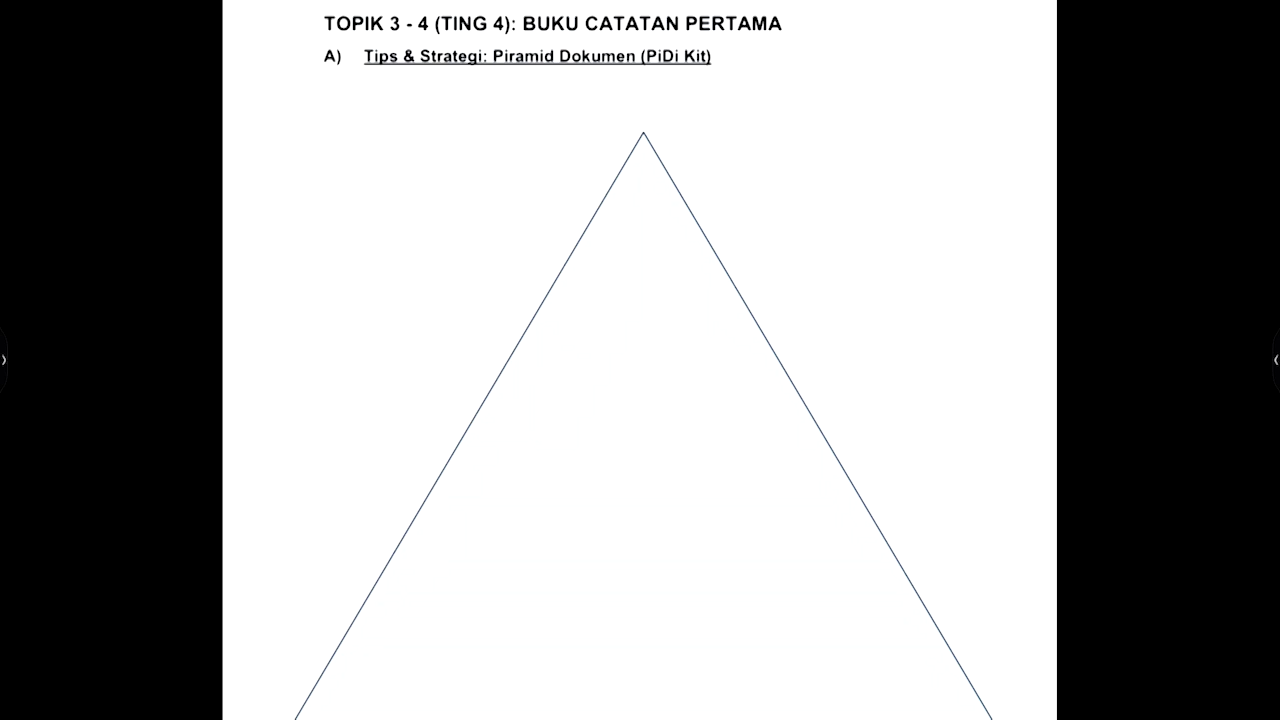 TOPIK 3 - 4 (TING 4): BUKU CATATAN PERTAMA
A) Tips & Strategi: Piramid Dokumen (PiDi Kit)